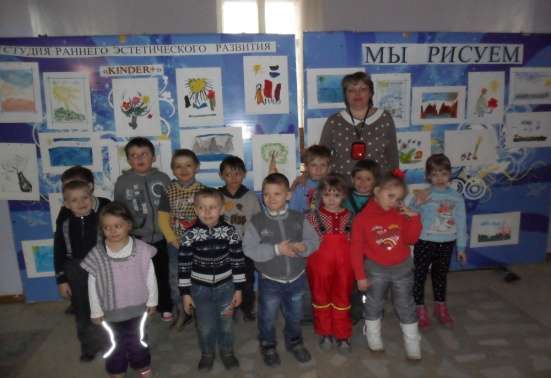 СТУДИЯ РАННЕГО ЭСТЕТИЧЕСКОГО РАЗВИТИЯ
«KINDER+»
МЫ РИСУЕМ